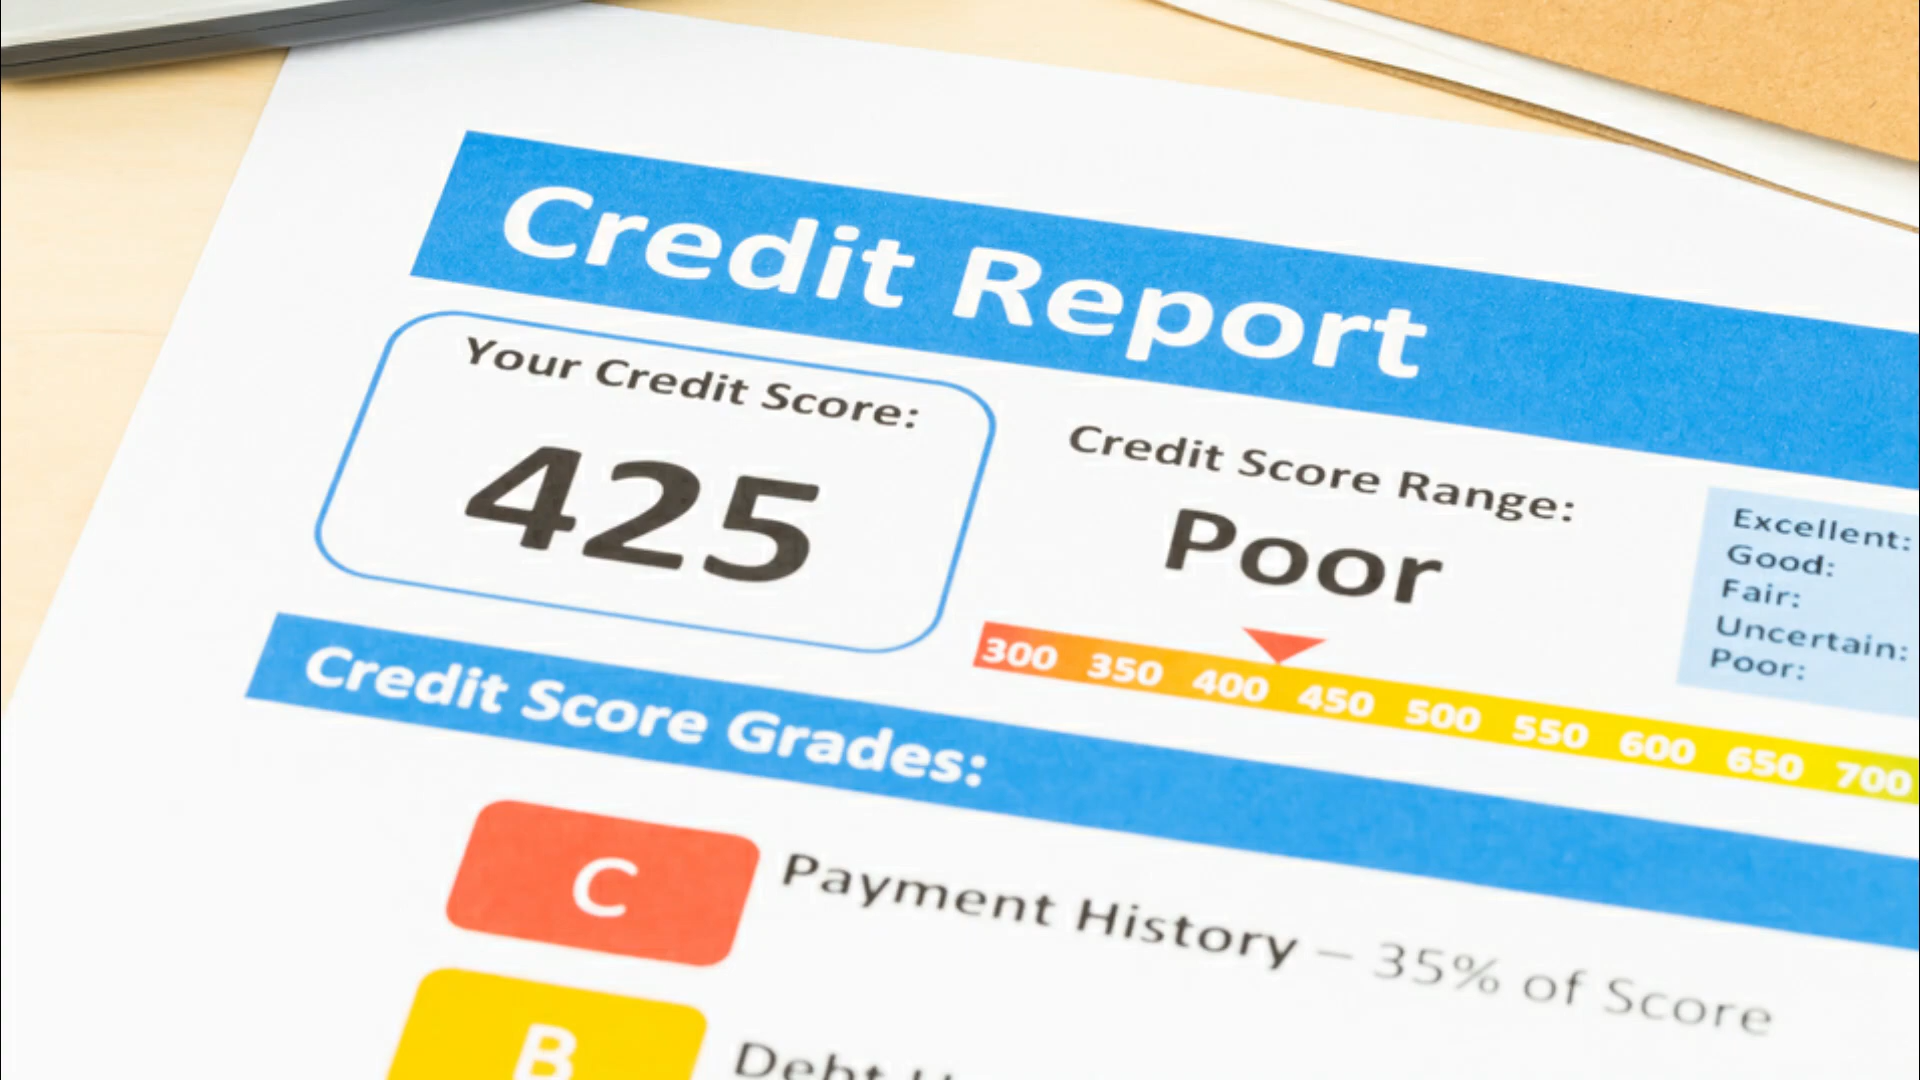 Credit Report
Your Credit Score:
425
Credit Score Range:
Poor
300 350 400 450 500 550 600 650 700
Excellent:
Good:
Fair:
Uncertain:
Poor:
Credit Score Grades:
C
Payment History – 35% of Score
B
Debt